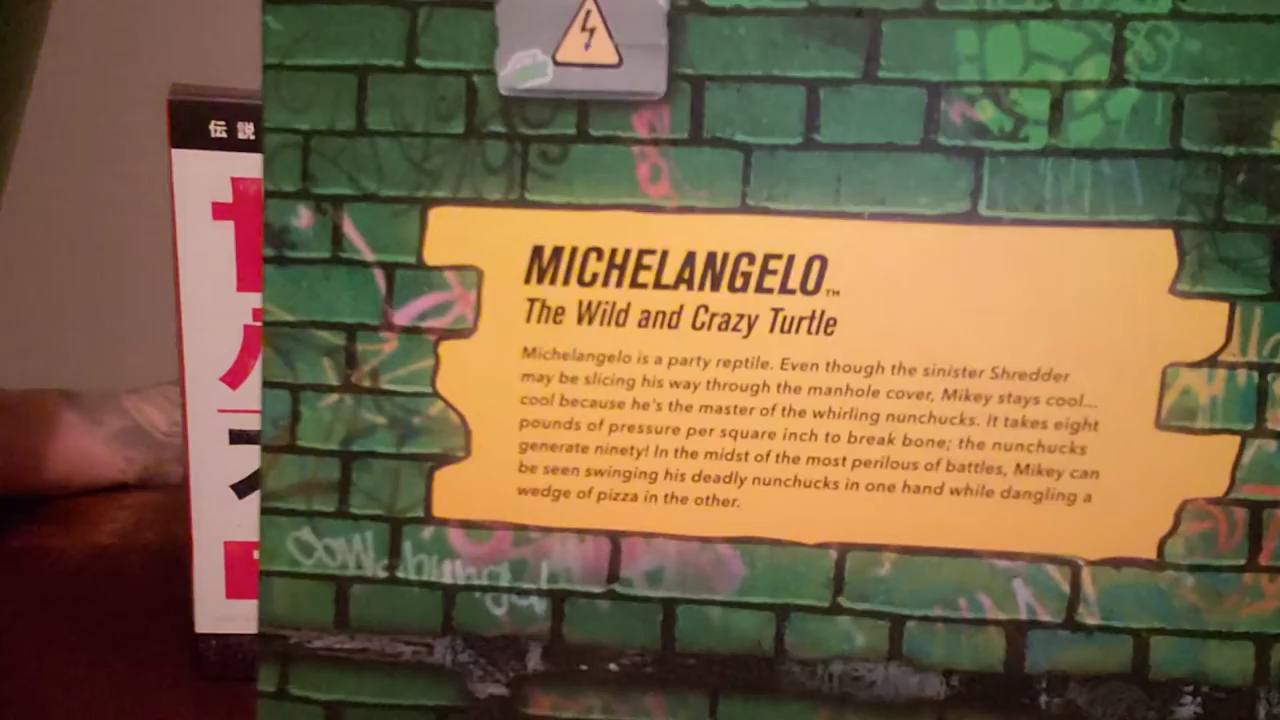 伝説
MICHELANGELO™
The Wild and Crazy Turtle
Michelangelo is a party reptile. Even though the sinister Shredder
may be slicing his way through the manhole cover, Mikey stays cool...
cool because he's the master of the whirling nunchucks. It takes eight
pounds of pressure per square inch to break bone; the nunchucks
generate ninety! In the midst of the most perilous of battles, Mikey can
be seen swinging his deadly nunchucks in one hand while dangling a
wedge of pizza in the other.